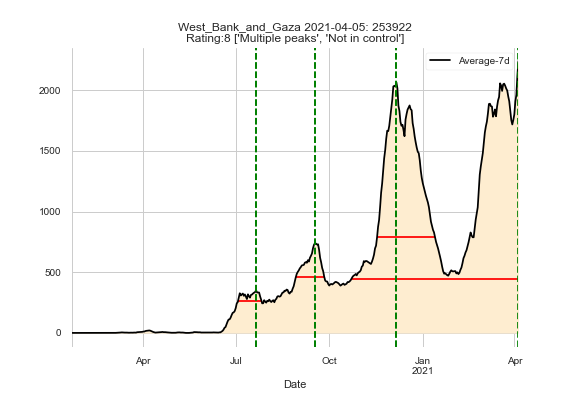 West_Bank_and_Gaza 2021-04-05: 253922
Rating:8 ['Multiple peaks', 'Not in control']
Average-7d
2000
1500
1000
500
0
Apr
Jul
Oct
Jan
2021
Apr
Date